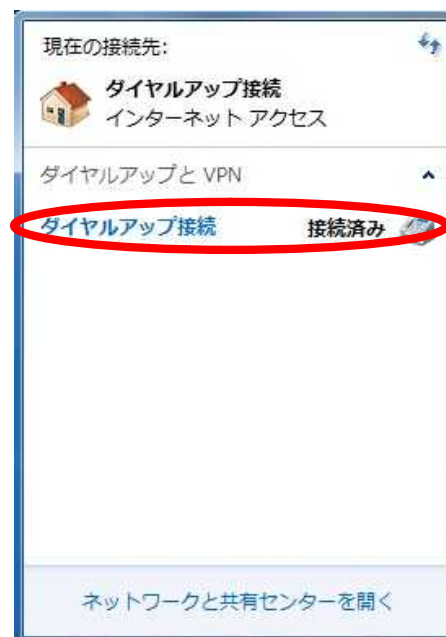 現在の接続先:
ダイヤルアップ接続
インターネット アクセス
ダイヤルアップと VPN
ダイヤルアップ接続 接続済み
ネットワークと共有センターを開く